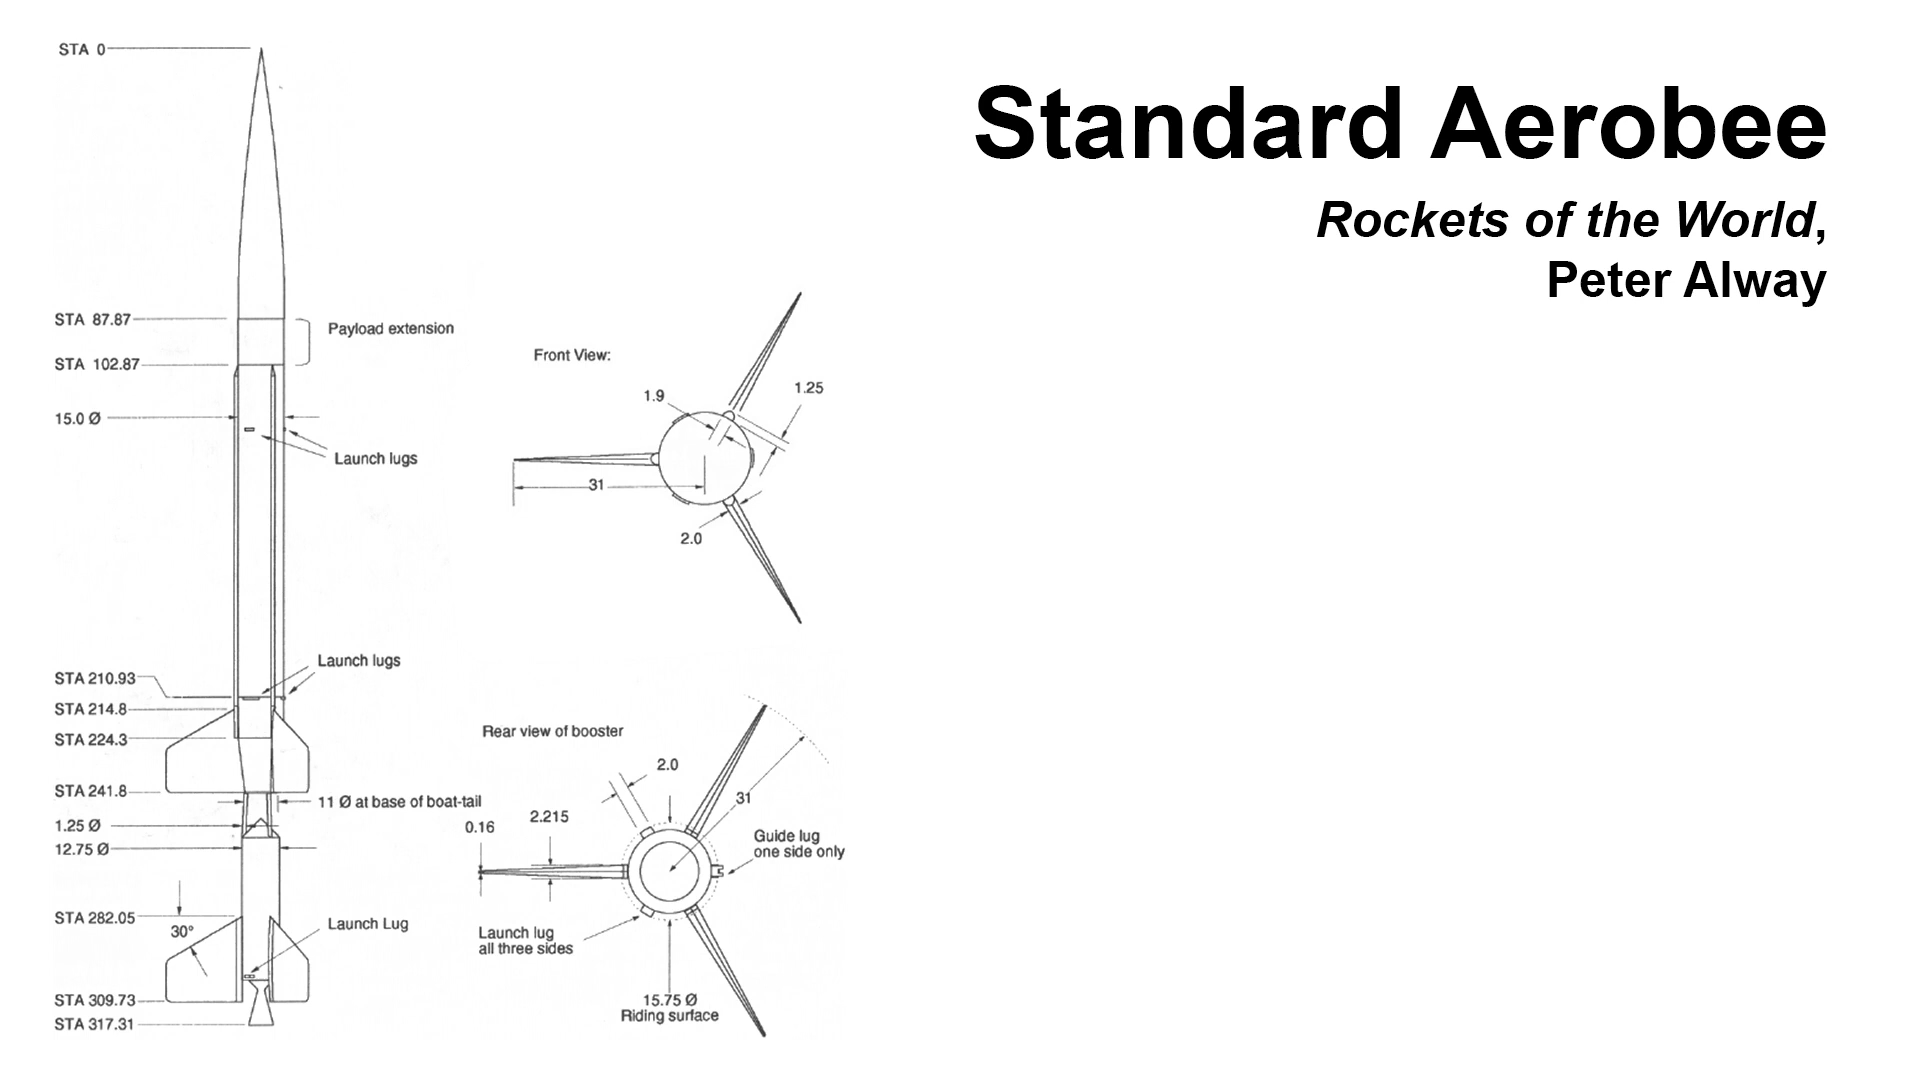 Standard Aerobee
Rockets of the World,
Peter Alway
STA 0
STA 87.87
Payload extension
STA 102.87
15.0 Ø
Launch lugs
Launch lugs
STA 210.93
STA 214.8
STA 224.3
STA 241.8
11 Ø at base of boat-tail
1.25 Ø
12.75 Ø
STA 282.05
30°
Launch Lug
STA 309.73
STA 317.31
Front View:
1.9
1.25
31
2.0
Rear view of booster
2.0
31
2.215
0.16
Guide lug
one side only
Launch lug
all three sides
15.75 Ø
Riding surface